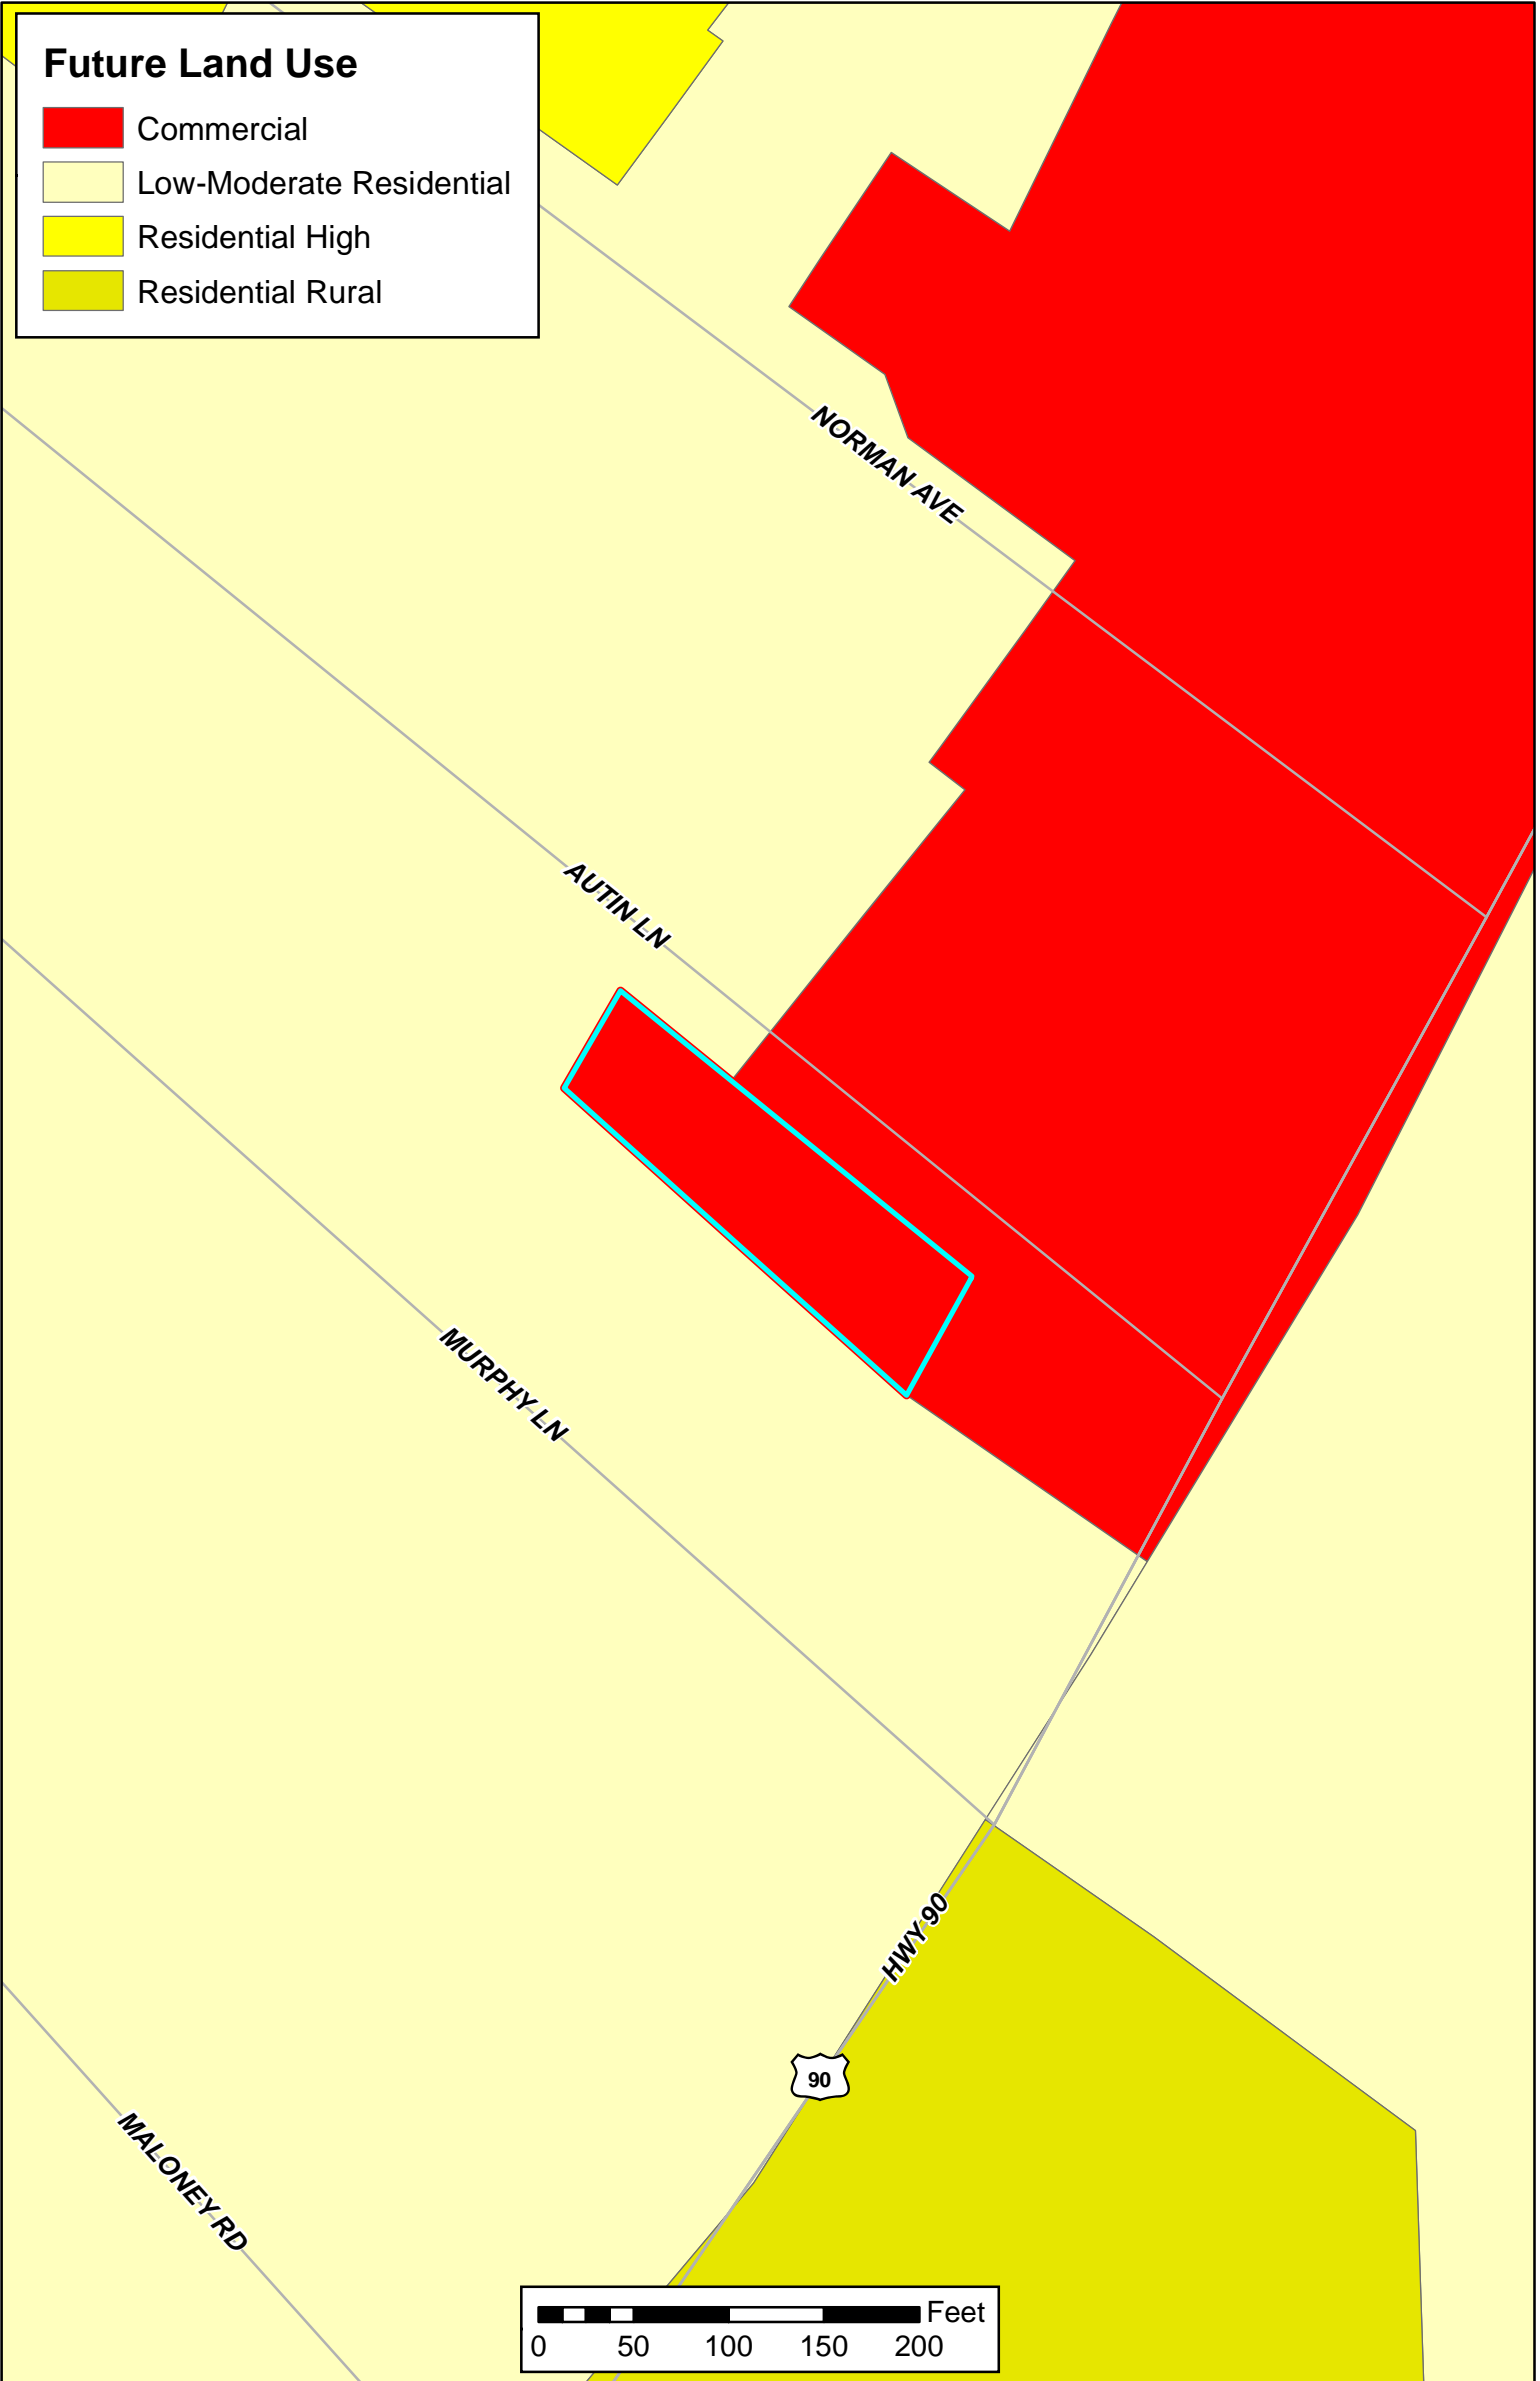 Future Land Use
Commercial
Low-Moderate Residential
Residential High
Residential Rural
NORMAN AVE
AUTIN LN
MURPHY LN
HWY 90
90
MALONEY RD
Feet
0 50 100 150 200